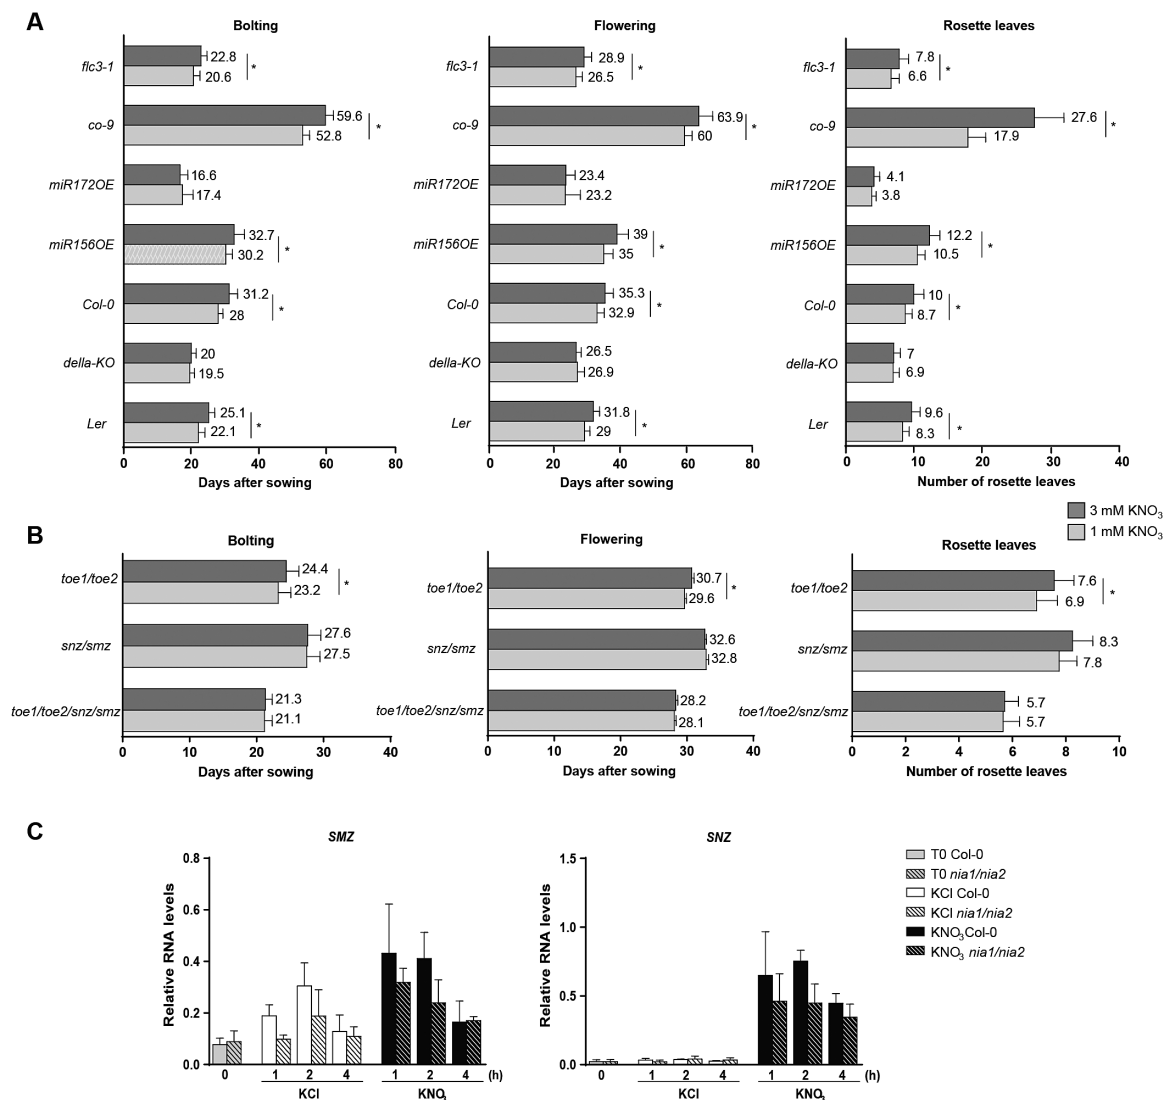 A
Bolting
flc3-1
22.8
20.6
*
co-9
59.6
52.8
*
miR172OE
16.6
17.4
miR156OE
32.7
30.2
*
Col-0
31.2
28
*
della-KO
20
19.5
Ler
25.1
22.1
*
0 20 40 60 80
Days after sowing
Flowering
flc3-1
28.9
26.5
*
co-9
63.9
60
*
miR172OE
23.4
23.2
miR156OE
39
35
*
Col-0
35.3
32.9
*
della-KO
26.5
26.9
Ler
31.8
29
*
0 20 40 60 80
Days after sowing
Rosette leaves
flc3-1
7.8
6.6
*
co-9
27.6
17.9
*
miR172OE
4.1
3.8
miR156OE
12.2
10.5
*
Col-0
10
8.7
*
della-KO
7
6.9
Ler
9.6
8.3
*
0 10 20 30 40
Number of rosette leaves
3 mM KNO₃
1 mM KNO₃
B
Bolting
toe1/toe2
24.4
23.2
*
snz/smz
27.6
27.5
toe1/toe2/snz/smz
21.3
21.1
0 10 20 30 40
Days after sowing
Flowering
toe1/toe2
30.7
29.6
*
snz/smz
32.6
32.8
toe1/toe2/snz/smz
28.2
28.1
0 10 20 30 40
Days after sowing
Rosette leaves
toe1/toe2
7.6
6.9
*
snz/smz
8.3
7.8
toe1/toe2/snz/smz
5.7
5.7
0 2 4 6 8 10
Number of rosette leaves
C
SMZ
Relative RNA levels
0.8
0.6
0.4
0.2
0.0
0 1 2 4 1 2 4 (h)
KCl KNO₃
SNZ
Relative RNA levels
1.5
1.0
0.5
0.0
0 1 2 4 1 2 4 (h)
KCl KNO₃
T0 Col-0
T0 nia1/nia2
KCl Col-0
KCl nia1/nia2
KNO₃Col-0
KNO₃ nia1/nia2